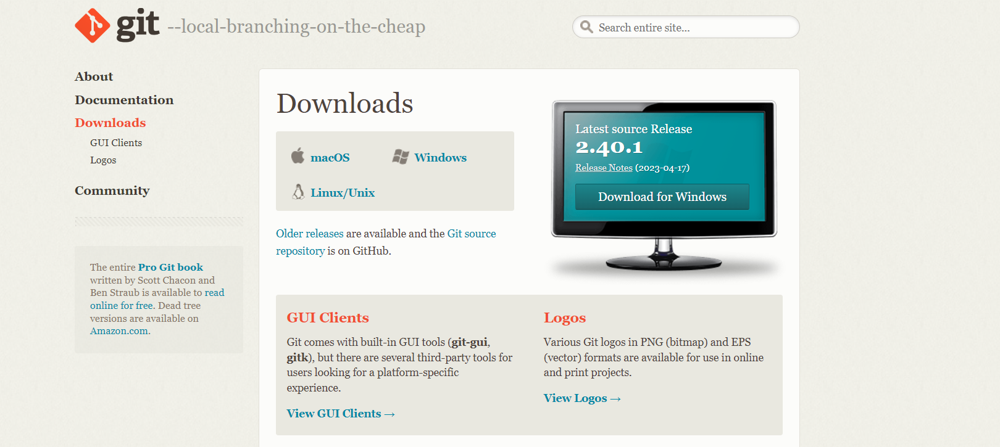 git --local-branching-on-the-cheap
Search entire site...
About
Documentation
Downloads
GUI Clients
Logos
Community
The entire Pro Git book
written by Scott Chacon and
Ben Straub is available to read
online for free. Dead tree
versions are available on
Amazon.com.
Downloads
macOS
Windows
Linux/Unix
Older releases are available and the Git source
repository is on GitHub.
Latest source Release
2.40.1
Release Notes (2023-04-17)
Download for Windows
GUI Clients
Git comes with built-in GUI tools (git-gui,
gitk), but there are several third-party tools for
users looking for a platform-specific
experience.
View GUI Clients →
Logos
Various Git logos in PNG (bitmap) and EPS
(vector) formats are available for use in online
and print projects.
View Logos →